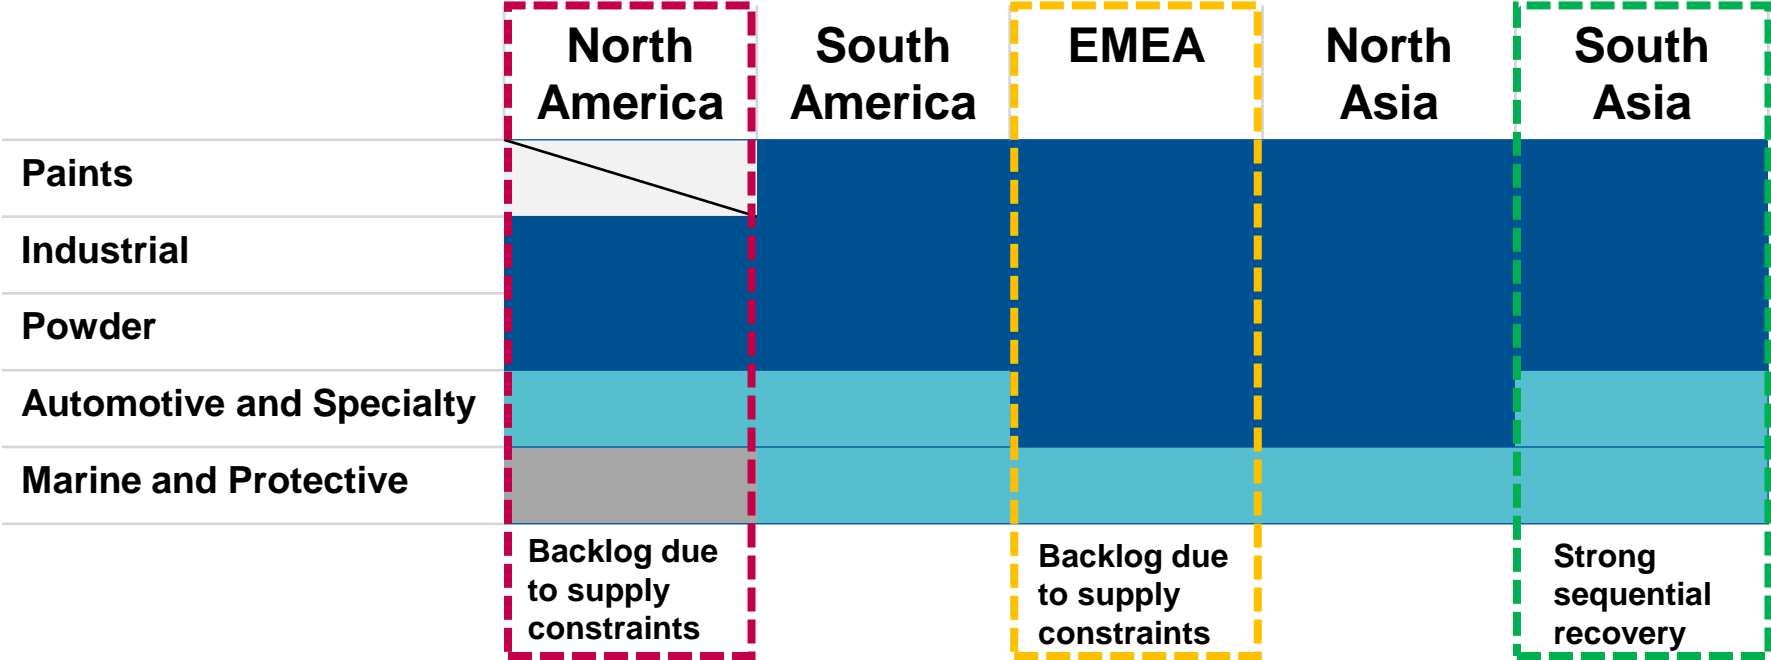 North
America
South
America
EMEA
North
Asia
South
Asia
Paints
Industrial
Powder
Automotive and Specialty
Marine and Protective
Backlog due
to supply
constraints
Backlog due
to supply
constraints
Strong
sequential
recovery